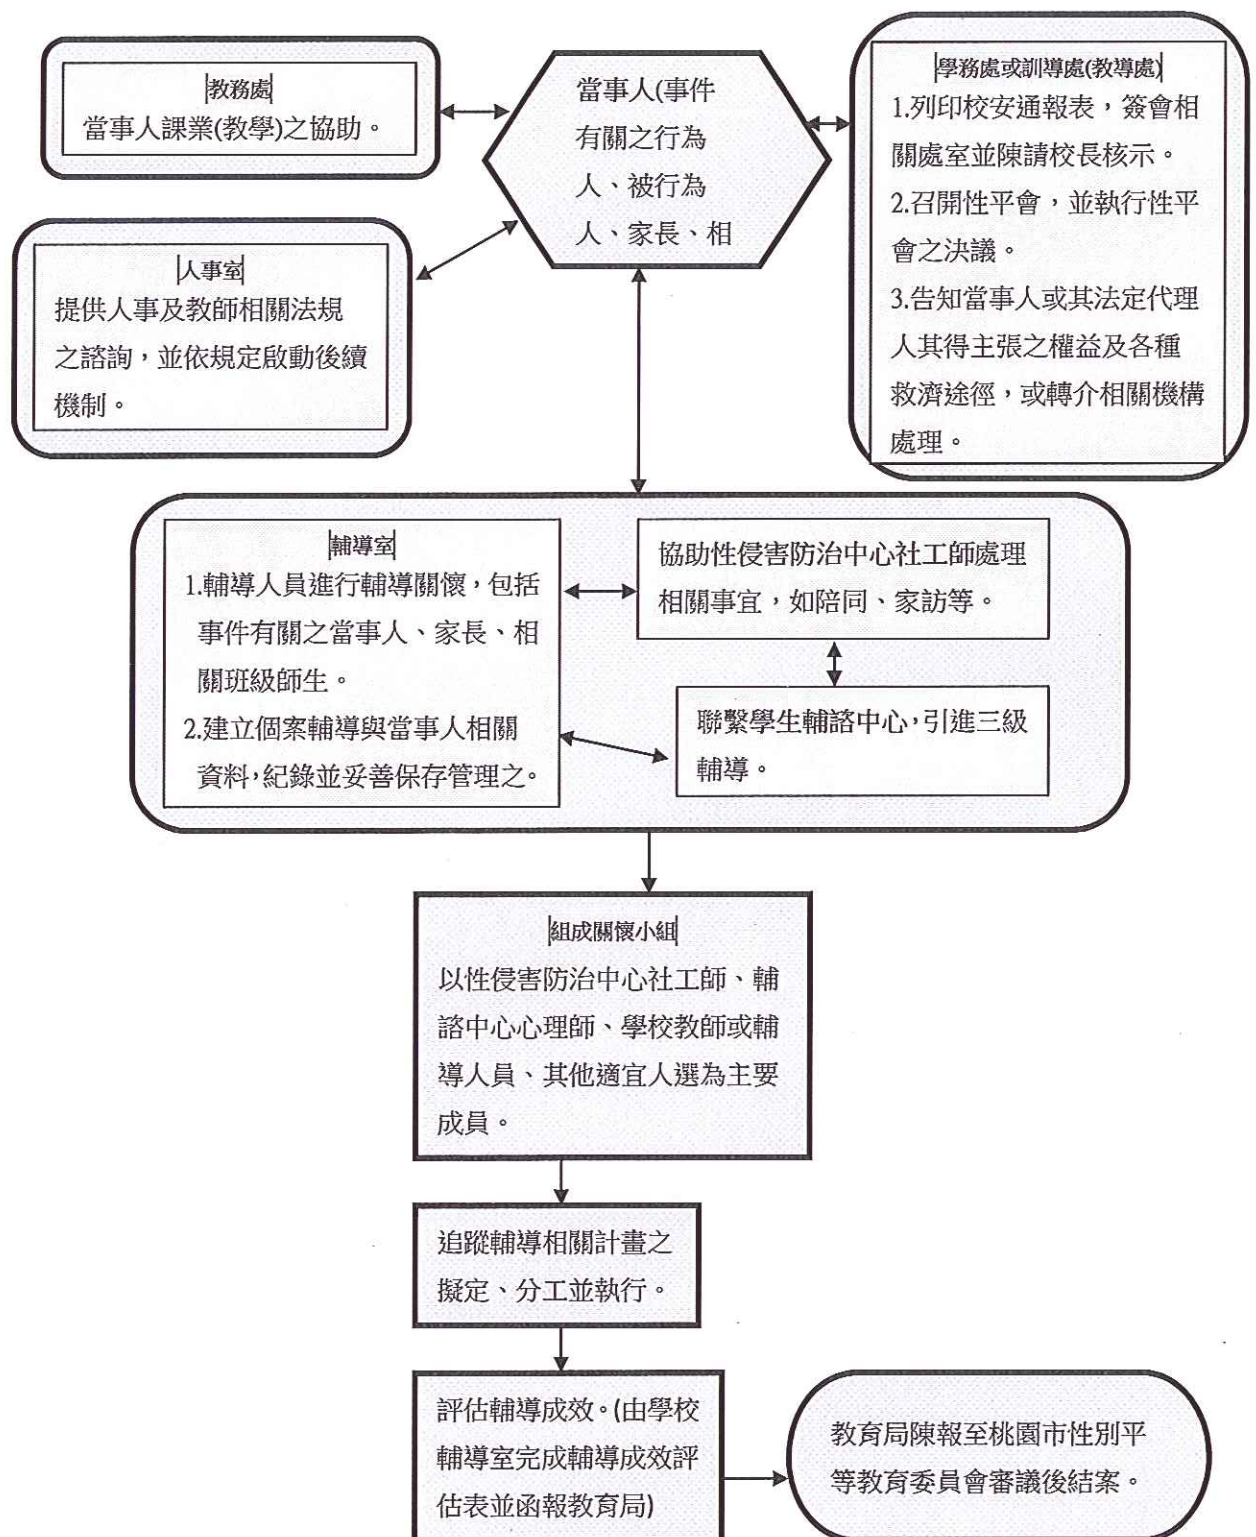 教務處
當事人課業(教學)之協助。
當事人(事件
有關之行為
人、被行為
人、家長、相
學務處或訓導處(教導處)
1.列印校安通報表，簽會相
關處室並陳請校長核示。
2.召開性平會，並執行性平
會之決議。
3.告知當事人或其法定代理
人其得主張之權益及各種
救濟途徑，或轉介相關機構
處理。
人事室
提供人事及教師相關法規
之諮詢，並依規定啟動後續
機制。
輔導室
1.輔導人員進行輔導關懷，包括
事件有關之當事人、家長、相
關班級師生。
2.建立個案輔導與當事人相關
資料，紀錄並妥善保存管理之。
協助性侵害防治中心社工師處理
相關事宜，如陪同、家訪等。
聯繫學生輔諮中心，引進三級
輔導。
組成關懷小組
以性侵害防治中心社工師、輔
諮中心心理師、學校教師或輔
導人員、其他適宜人選為主要
成員。
追蹤輔導相關計畫之
擬定、分工並執行。
評估輔導成效。(由學校
輔導室完成輔導成效評
估表並函報教育局)
教育局陳報至桃園市性別平
等教育委員會審議後結案。